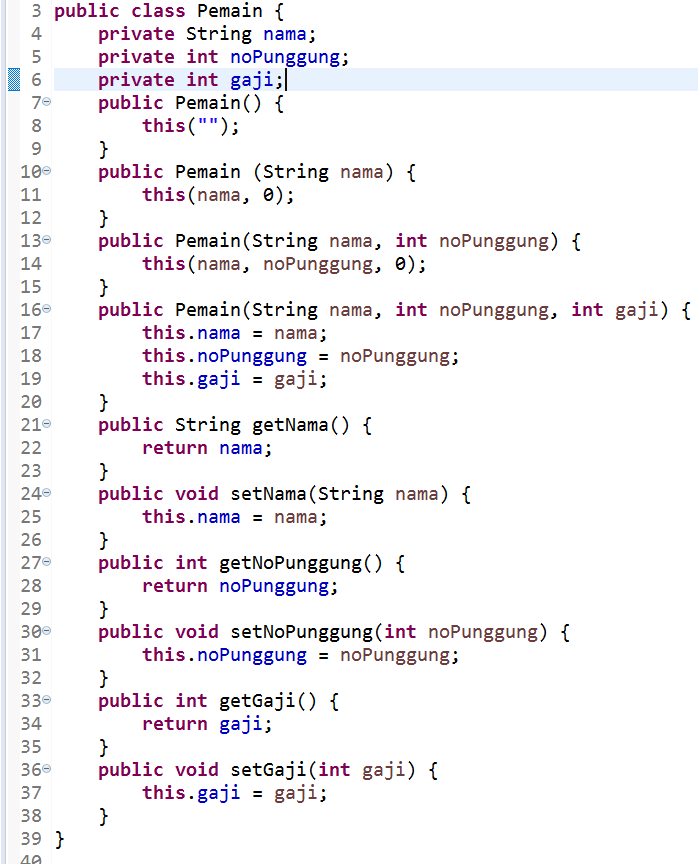 3 public class Pemain {
4     private String nama;
5     private int noPunggung;
6     private int gaji;
7     public Pemain() {
8         this("");
9     }
10     public Pemain (String nama) {
11         this(nama, 0);
12     }
13     public Pemain(String nama, int noPunggung) {
14         this(nama, noPunggung, 0);
15     }
16     public Pemain(String nama, int noPunggung, int gaji) {
17         this.nama = nama;
18         this.noPunggung = noPunggung;
19         this.gaji = gaji;
20     }
21     public String getNama() {
22         return nama;
23     }
24     public void setNama(String nama) {
25         this.nama = nama;
26     }
27     public int getNoPunggung() {
28         return noPunggung;
29     }
30     public void setNoPunggung(int noPunggung) {
31         this.noPunggung = noPunggung;
32     }
33     public int getGaji() {
34         return gaji;
35     }
36     public void setGaji(int gaji) {
37         this.gaji = gaji;
38     }
39 }
40